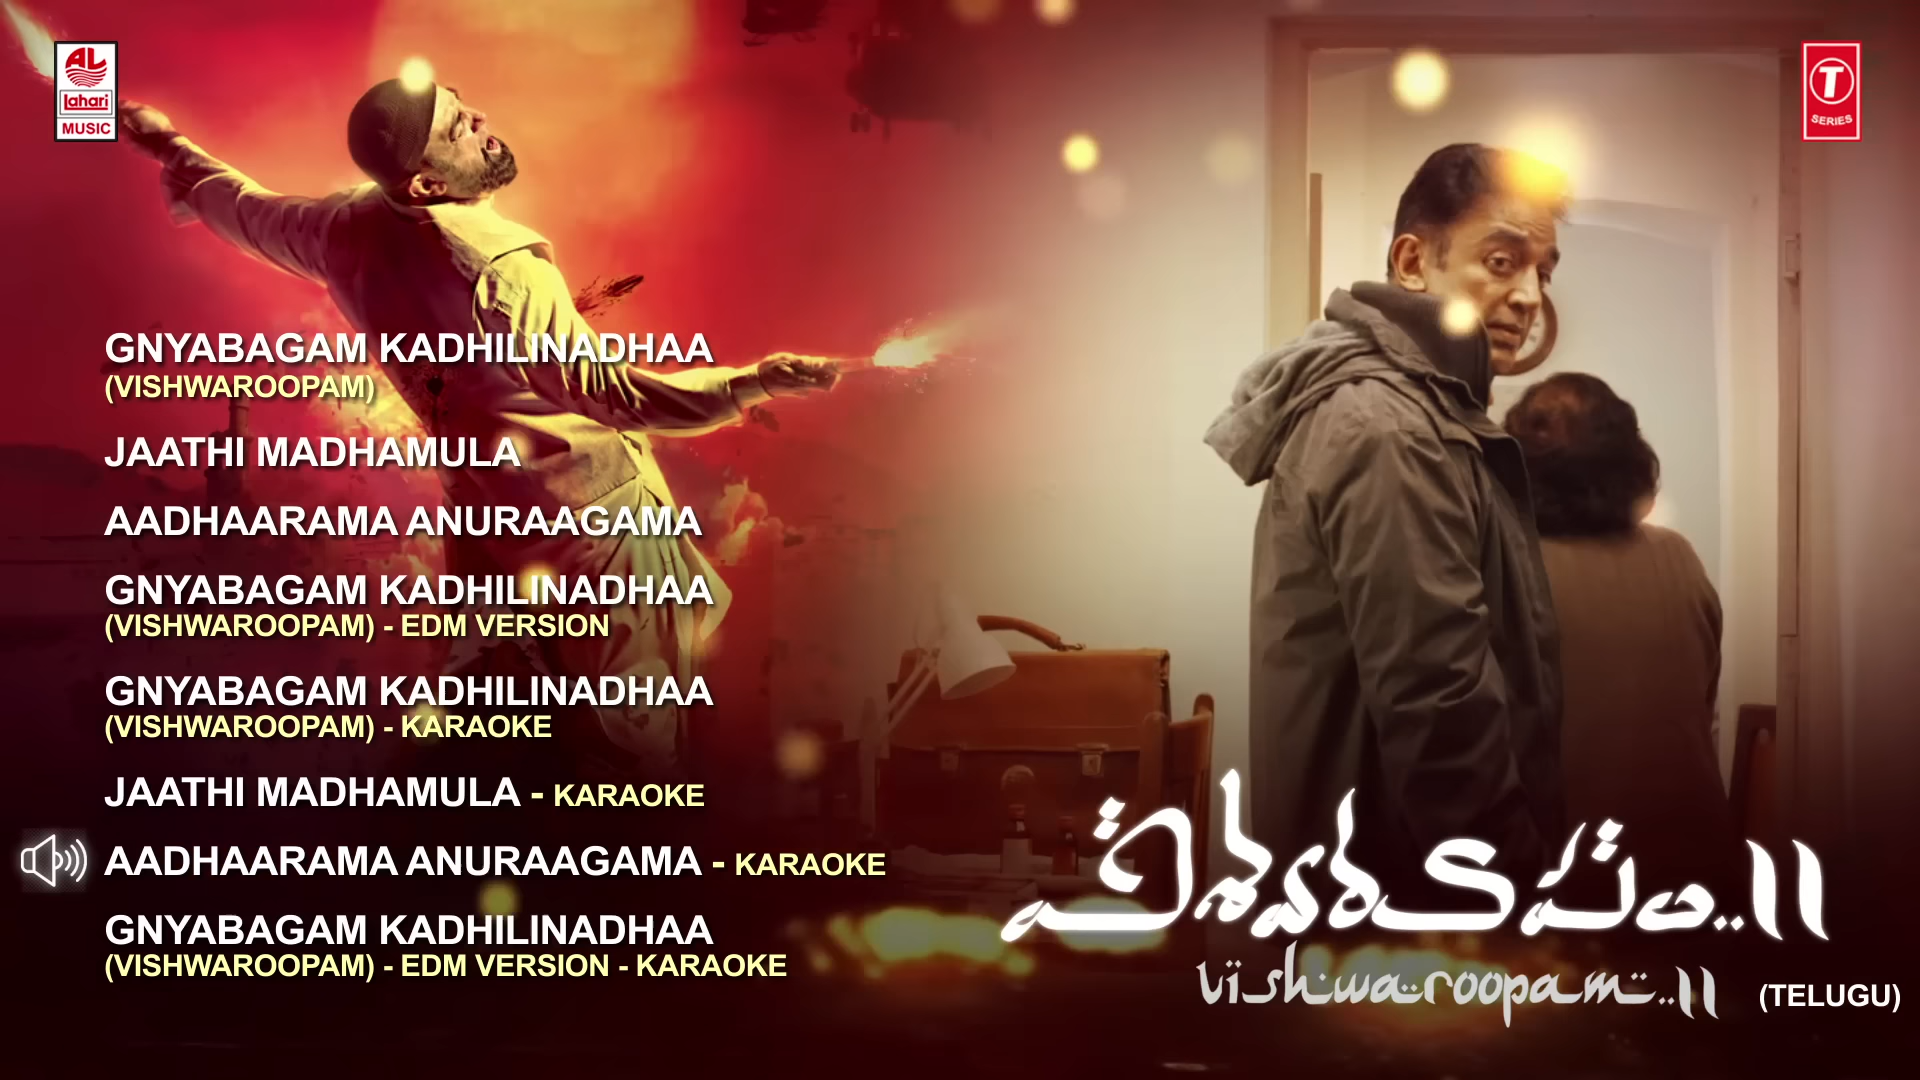 AL
lahari
MUSIC
T
SERIES
GNYABAGAM KADHILINADHAA
(VISHWAROOPAM)
JAATHI MADHAMULA
AADHAARAMA ANURAAGAMA
GNYABAGAM KADHILINADHAA
(VISHWAROOPAM) - EDM VERSION
GNYABAGAM KADHILINADHAA
(VISHWAROOPAM) - KARAOKE
JAATHI MADHAMULA - KARAOKE
AADHAARAMA ANURAAGAMA - KARAOKE
GNYABAGAM KADHILINADHAA
(VISHWAROOPAM) - EDM VERSION - KARAOKE
విశ్వరూపం..II
vishwaroopam..II
(TELUGU)